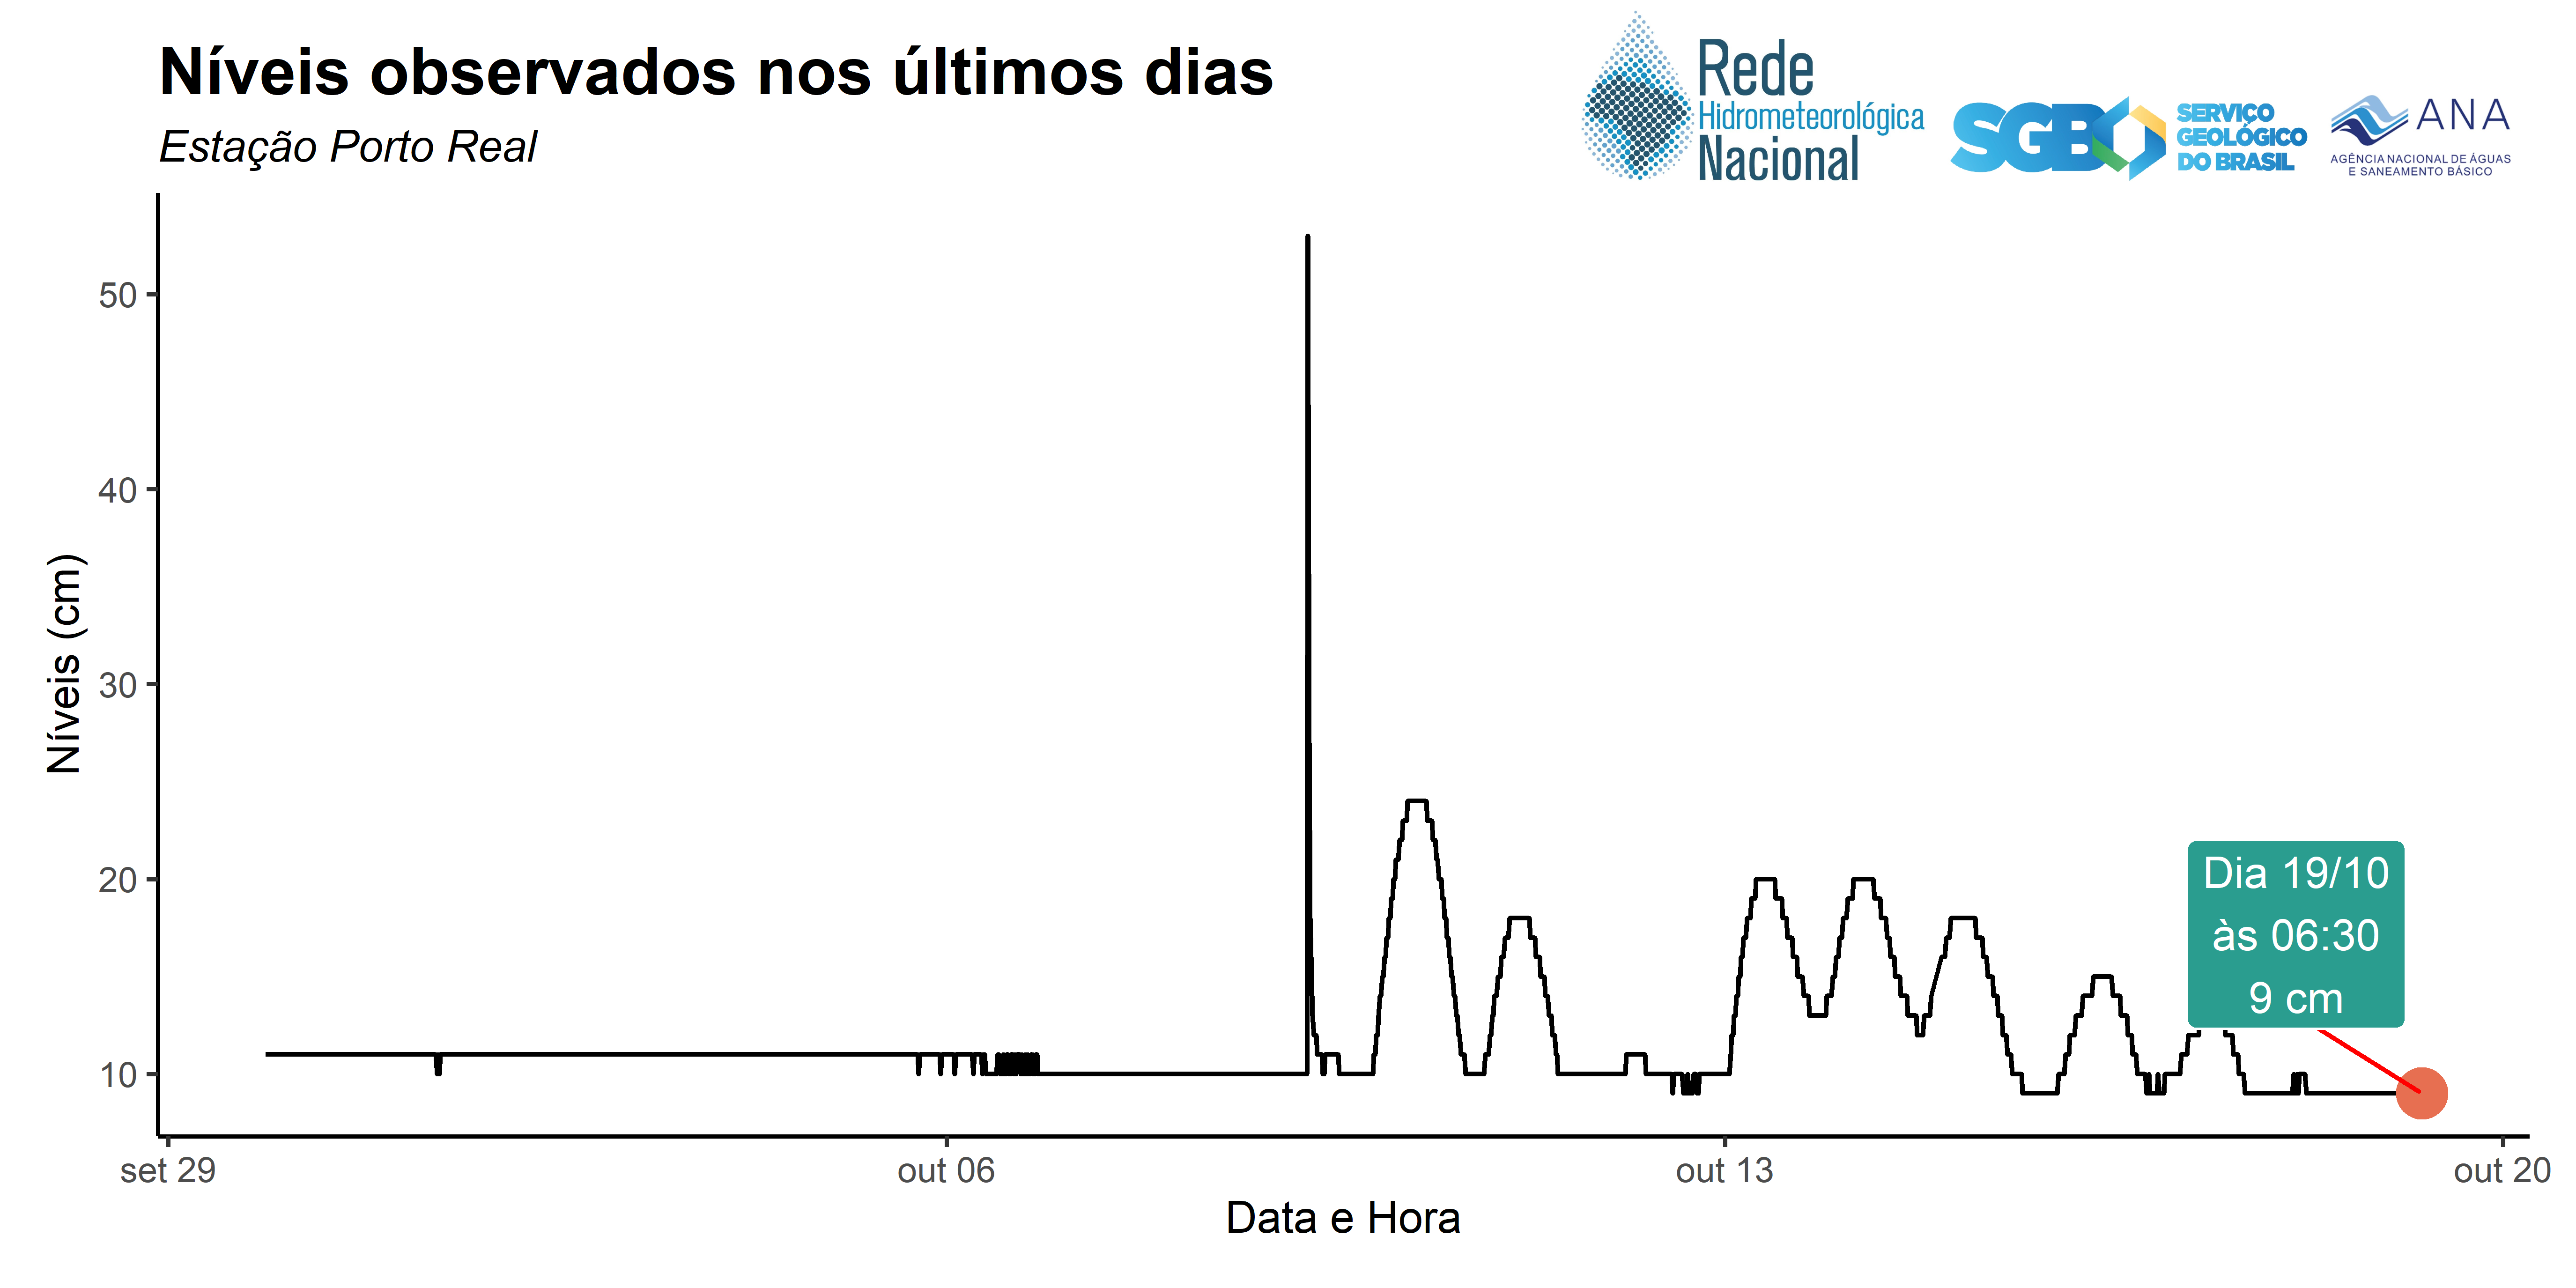 Níveis observados nos últimos dias
Estação Porto Real
Rede
Hidrometeorológica
Nacional
SGB
SERVIÇO
GEOLÓGICO
DO BRASIL
ANA
AGÊNCIA NACIONAL DE ÁGUAS
E SANEAMENTO BÁSICO
Níveis (cm)
50
40
30
20
10
Dia 19/10
às 06:30
9 cm
set 29
out 06
out 13
out 20
Data e Hora